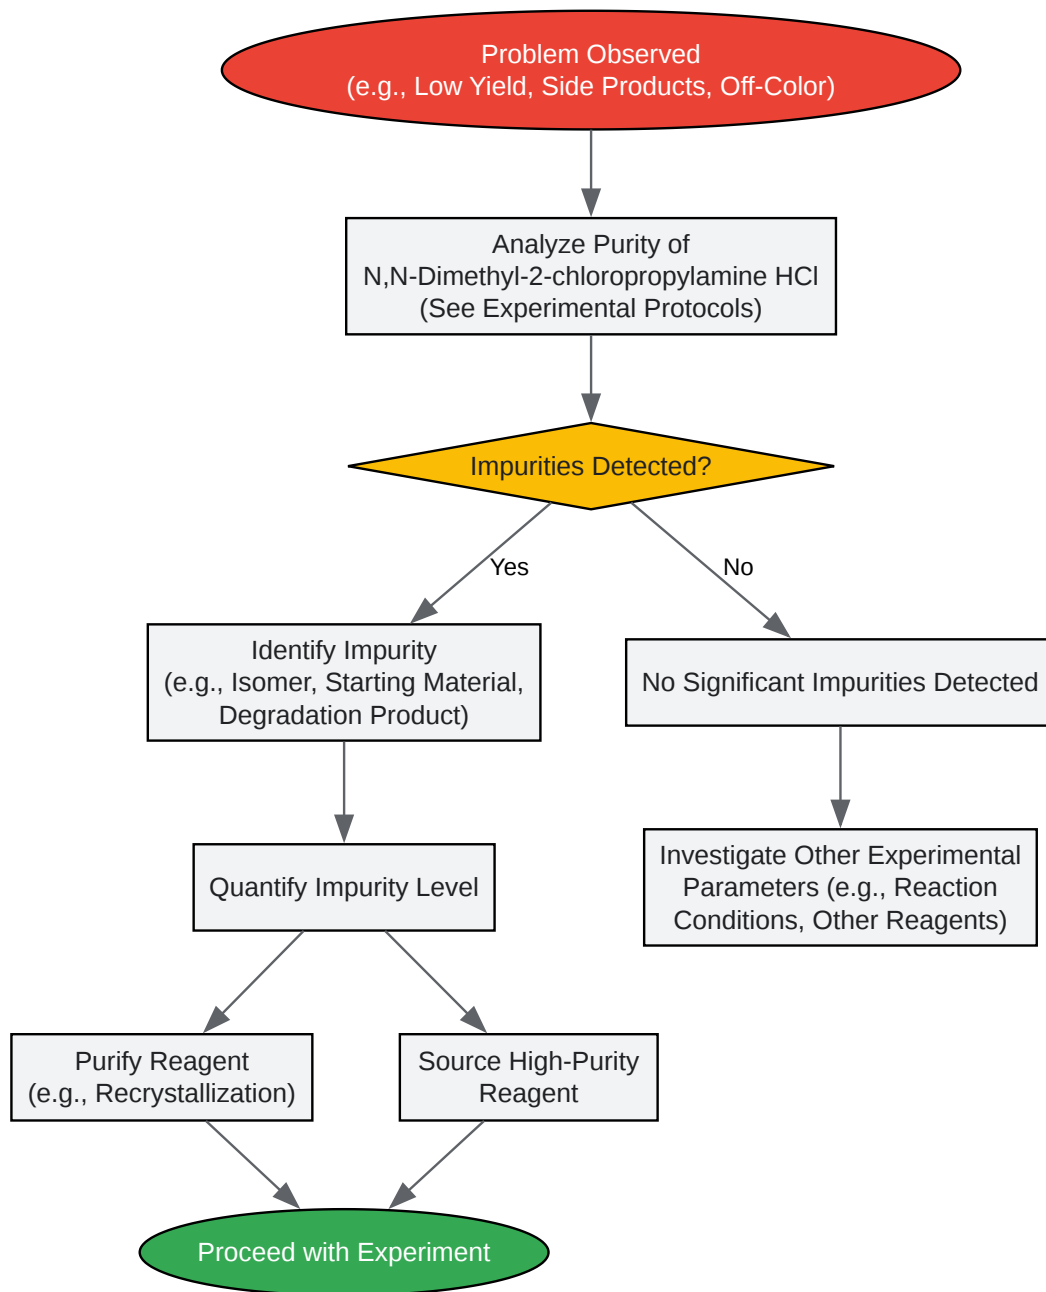 Problem Observed
(e.g., Low Yield, Side Products, Off-Color)
Analyze Purity of
N,N-Dimethyl-2-chloropropylamine HCl
(See Experimental Protocols)
Impurities Detected?
Yes
No
Identify Impurity
(e.g., Isomer, Starting Material,
Degradation Product)
No Significant Impurities Detected
Quantify Impurity Level
Investigate Other Experimental
Parameters (e.g., Reaction
Conditions, Other Reagents)
Purify Reagent
(e.g., Recrystallization)
Source High-Purity
Reagent
Proceed with Experiment